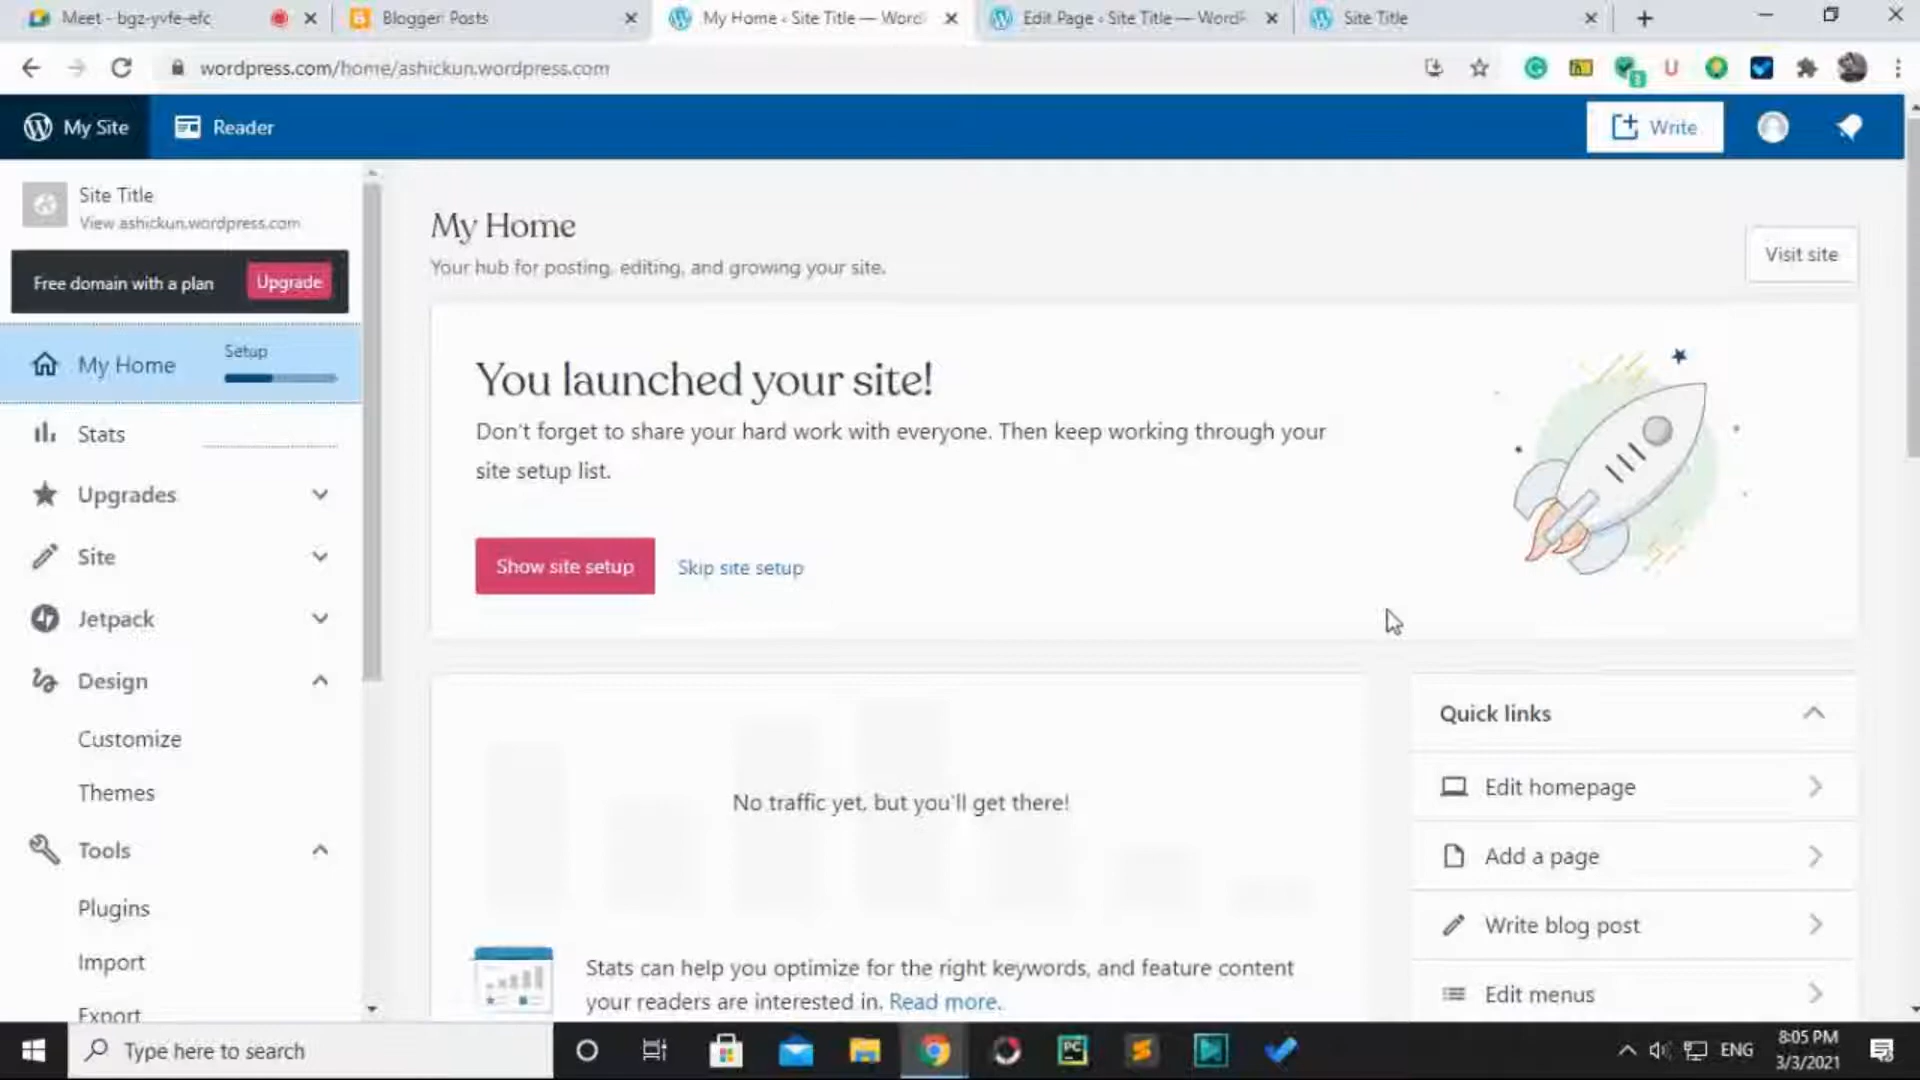 Meet - bgz-yvfe-efc
Blogger: Posts
My Home ‹ Site Title — Word
Edit Page ‹ Site Title — WordP
Site Title
wordpress.com/home/ashickun.wordpress.com
My Site
Reader
Write
Site Title
View ashickun.wordpress.com
Free domain with a plan
Upgrade
My Home
Setup
Stats
Upgrades
Site
Jetpack
Design
Customize
Themes
Tools
Plugins
Import
Export
My Home
Your hub for posting, editing, and growing your site.
Visit site
You launched your site!
Don't forget to share your hard work with everyone. Then keep working through your
site setup list.
Show site setup
Skip site setup
No traffic yet, but you'll get there!
Stats can help you optimize for the right keywords, and feature content
your readers are interested in. Read more.
Quick links
Edit homepage
Add a page
Write blog post
Edit menus
Type here to search
ENG
8:05 PM
3/3/2021